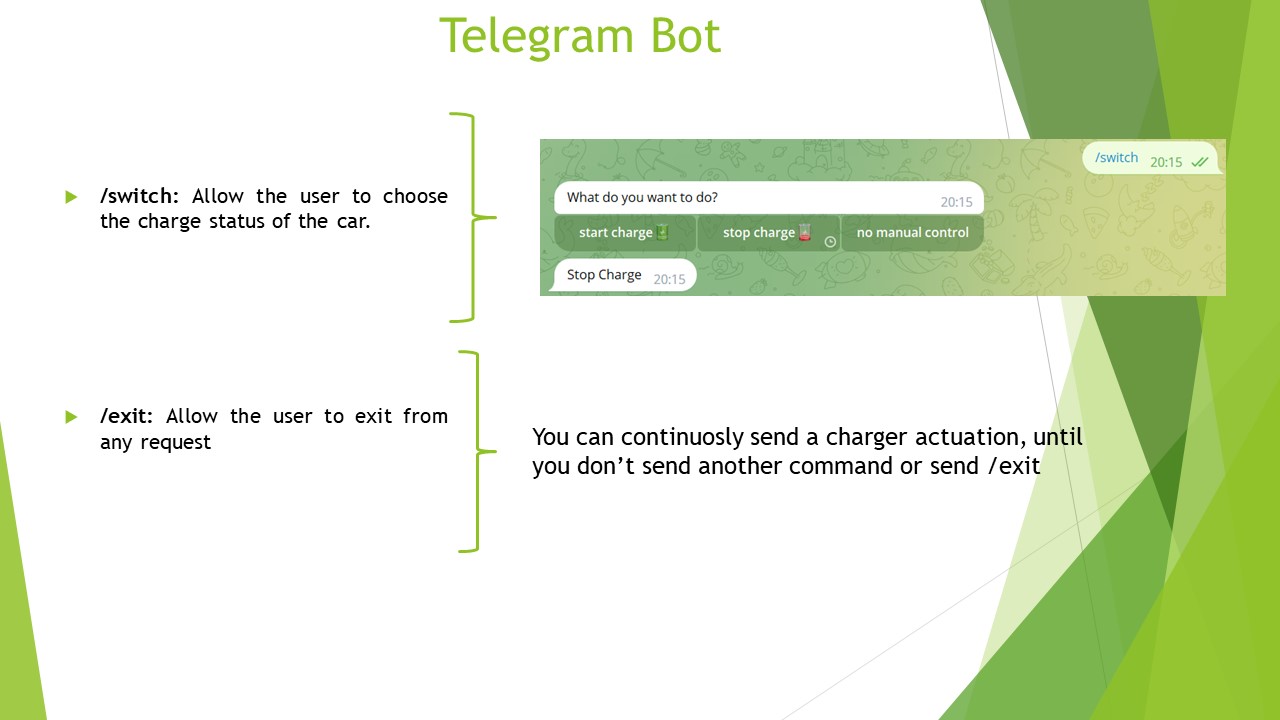 Telegram Bot
/switch: Allow the user to choose
the charge status of the car.
/switch 20:15
What do you want to do?
20:15
start charge stop charge no manual control
Stop Charge 20:15
/exit: Allow the user to exit from
any request
You can continuosly send a charger actuation, until
you don’t send another command or send /exit